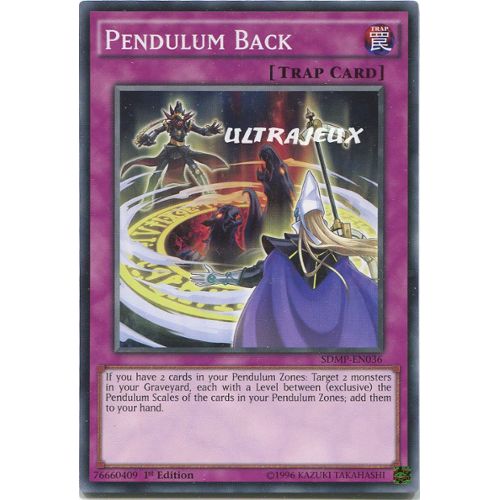 PENDULUM BACK
TRAP
罠
[TRAP CARD]
ULTRAJEUX
SDMP-EN036
If you have 2 cards in your Pendulum Zones: Target 2 monsters
in your Graveyard, each with a Level between (exclusive) the
Pendulum Scales of the cards in your Pendulum Zones; add
them to your hand.
76660409 1st Edition
©1996 KAZUKI TAKAHASHI